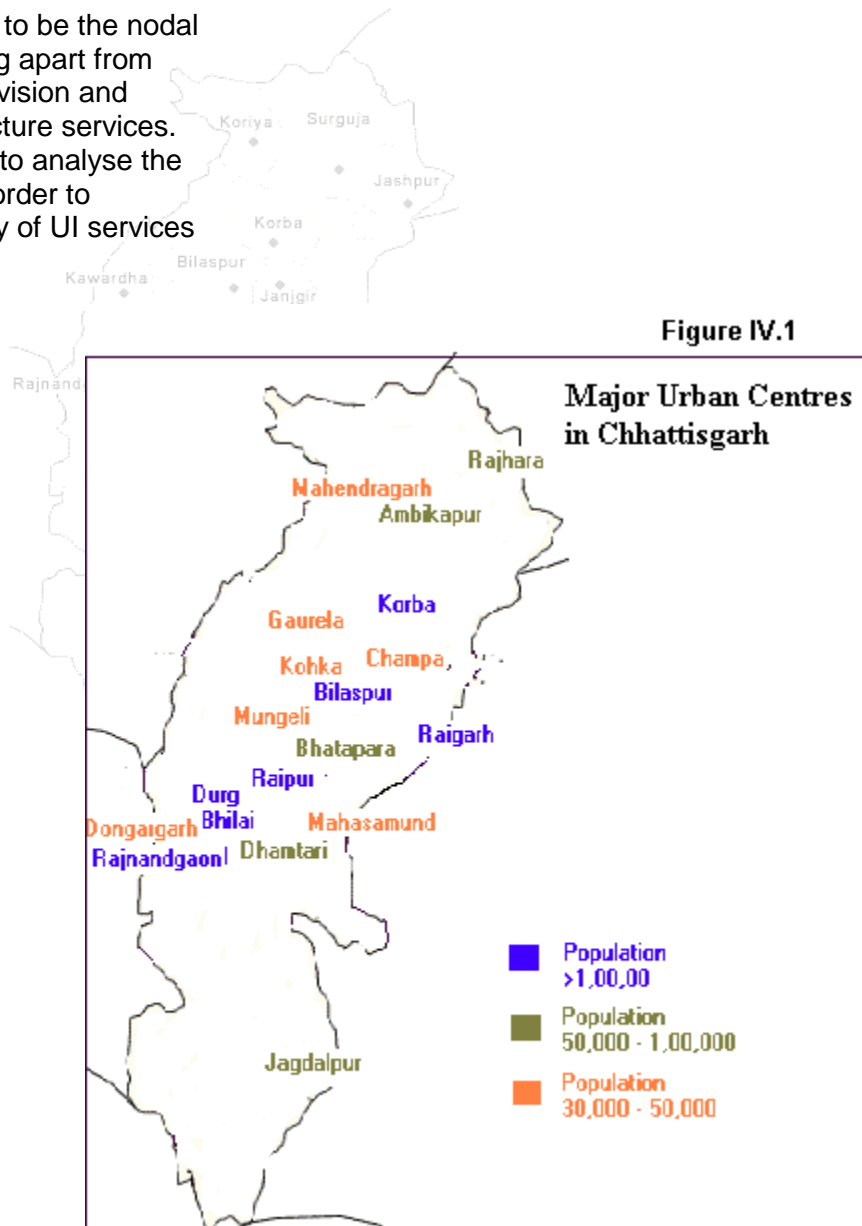 to be the nodal
g apart from
vision and
cture services.
to analyse the
order to
y of UI services
Koriya
Surguja
Jashpur
Korba
Bilaspur
Kawardha
Janjgir
Rajnand
Figure IV.1
Major Urban Centres
in Chhattisgarh
Rajhara
Mahendragarh
Ambikapur
Korba
Gaurela
Champa
Kohka
Bilaspur
Mungeli
Raigarh
Bhatapara
Raipur
Durg
Bhilai
Mahasamund
Dongargarh
Rajnandgaon
Dhamtari
Jagdalpur
Population
>1,00,00
Population
50,000 - 1,00,000
Population
30,000 - 50,000